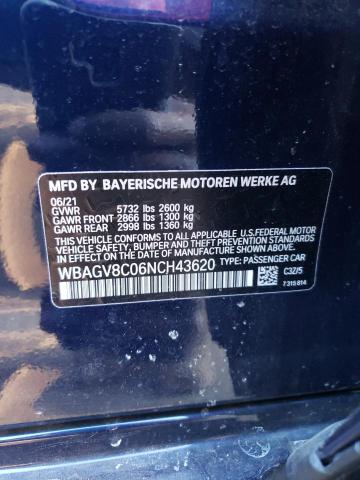 MFD BY BAYERISCHE MOTOREN WERKE AG
06/21
GVWR 5732 lbs 2600 kg
GAWR FRONT 2866 lbs 1300 kg
GAWR REAR 2998 lbs 1360 kg
THIS VEHICLE CONFORMS TO ALL APPLICABLE U.S.FEDERAL MOTOR
VEHICLE SAFETY, BUMPER AND THEFT PREVENTION STANDARDS
IN EFFECT ON THE DATE OF MANUFACTURE SHOWN ABOVE.
WBAGV8C06NCH43620 TYPE: PASSENGER CAR
C3Z/5
7 315 814